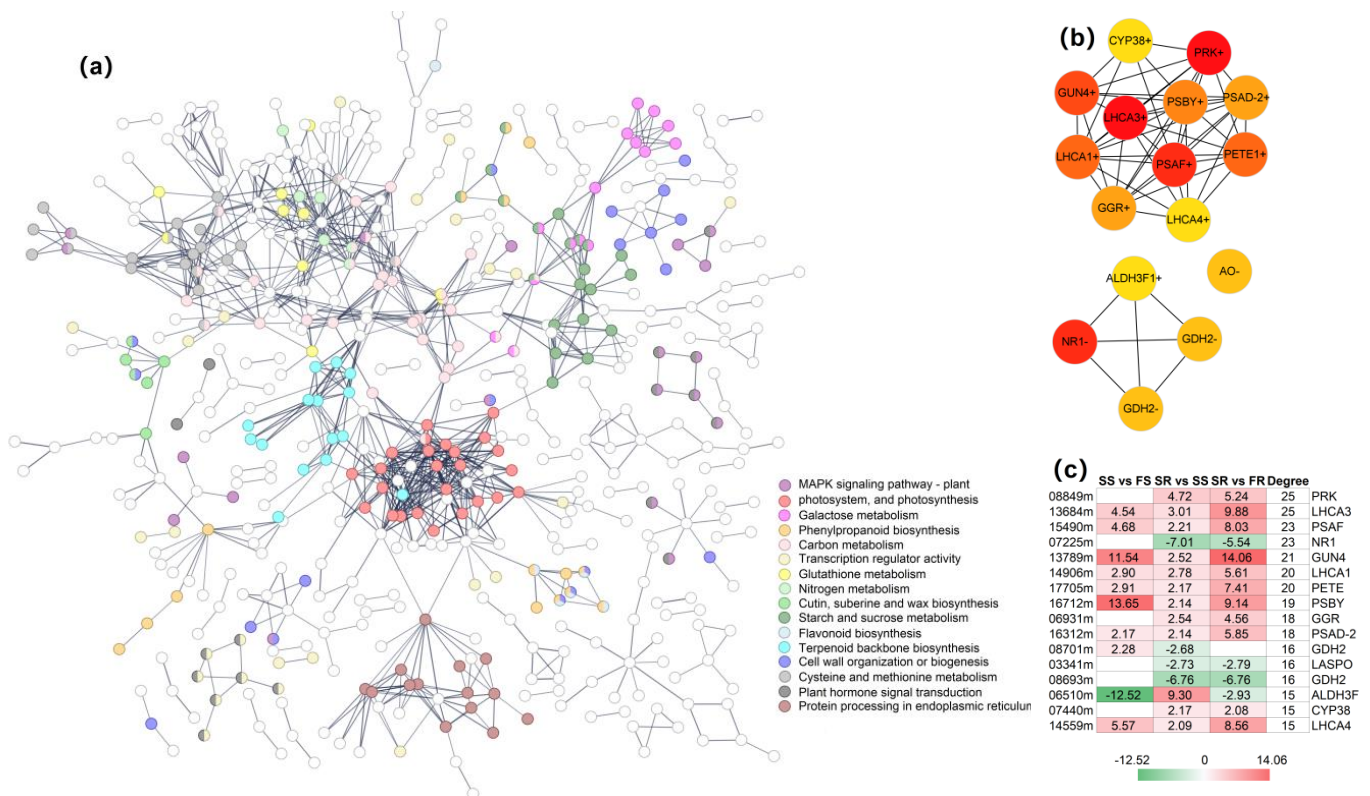 (a)
MAPK signaling pathway - plant
photosystem, and photosynthesis
Galactose metabolism
Phenylpropanoid biosynthesis
Carbon metabolism
Transcription regulator activity
Glutathione metabolism
Nitrogen metabolism
Cutin, suberine and wax biosynthesis
Starch and sucrose metabolism
Flavonoid biosynthesis
Terpenoid backbone biosynthesis
Cell wall organization or biogenesis
Cysteine and methionine metabolism
Plant hormone signal transduction
Protein processing in endoplasmic reticulun
(b)
CYP38+
PRK+
GUN4+
PSBY+
PSAD-2+
LHCA3+
LHCA1+
PSAF+
PETE1+
GGR+
LHCA4+
ALDH3F1+
AO-
NR1-
GDH2-
GDH2-
(c)
SS vs FS SR vs SS SR vs FR Degree
08849m 4.72 5.24 25 PRK
13684m 4.54 3.01 9.88 25 LHCA3
15490m 4.68 2.21 8.03 23 PSAF
07225m -7.01 -5.54 23 NR1
13789m 11.54 2.52 14.06 21 GUN4
14906m 2.90 2.78 5.61 20 LHCA1
17705m 2.91 2.17 7.41 20 PETE
16712m 13.65 2.14 9.14 19 PSBY
06931m 2.54 4.56 18 GGR
16312m 2.17 2.14 5.85 18 PSAD-2
08701m 2.28 -2.68 16 GDH2
03341m -2.73 -2.79 16 LASPO
08693m -6.76 -6.76 16 GDH2
06510m -12.52 9.30 -2.93 15 ALDH3F
07440m 2.17 2.08 15 CYP38
14559m 5.57 2.09 8.56 15 LHCA4
-12.52 0 14.06